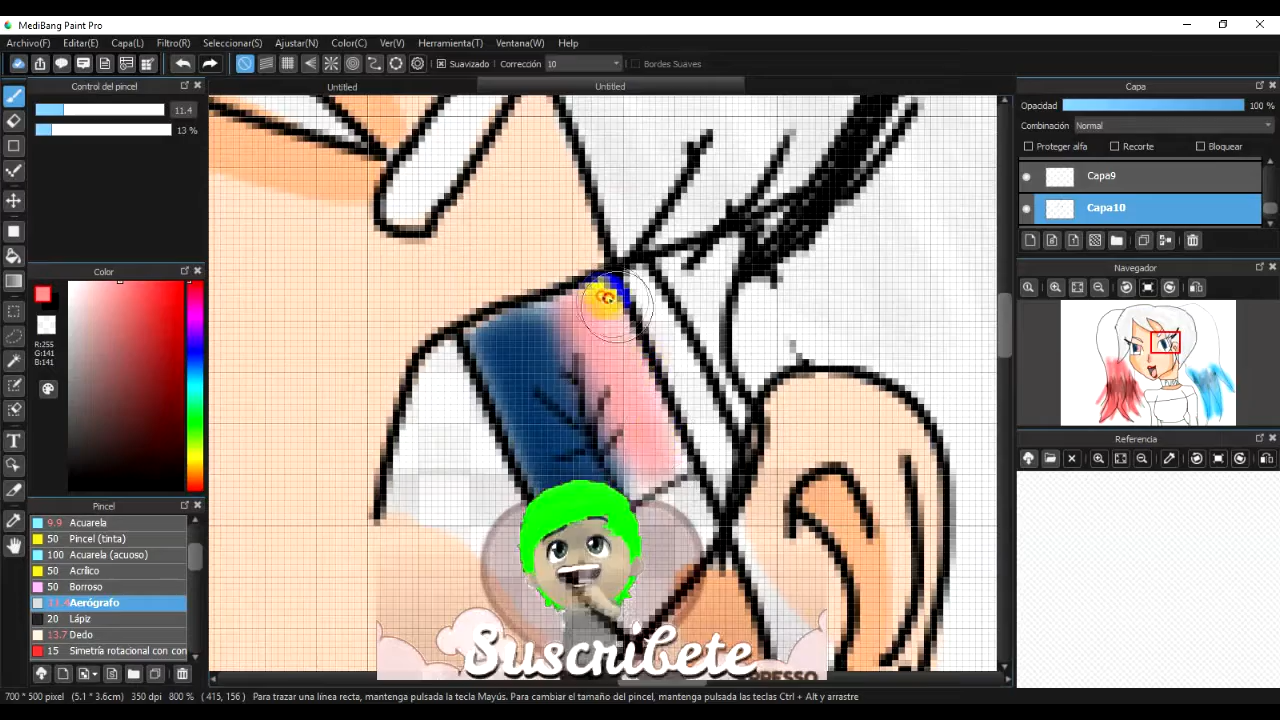 MediBang Paint Pro
Archivo(F) Editar(E) Capa(L) Filtro(R) Seleccionar(S) Ajustar(N) Color(C) Ver(V) Herramienta(T) Ventana(W) Help
Suavizado Corrección 10 Bordes Suaves
Control del pincel
Untitled
Untitled
Capa
11.4
13 %
Opacidad 100 %
Combinación Normal
Proteger alfa Recorte Bloquear
Capa9
Capa10
Color
Navegador
R:255
G:141
B:141
Referencia
Pincel
9.9 Acuarela
50 Pincel (tinta)
100 Acuarela (acuoso)
50 Acrílico
50 Borroso
11.4 Aerógrafo
20 Lápiz
13.7 Dedo
15 Simetría rotacional con con
Suscribete
PRESSO
700 * 500 pixel (5.1 * 3.6cm) 350 dpi 800 % ( 415, 156 ) Para trazar una línea recta, mantenga pulsada la tecla Mayús. Para cambiar el tamaño del pincel, mantenga pulsada las teclas Ctrl + Alt y arrastre